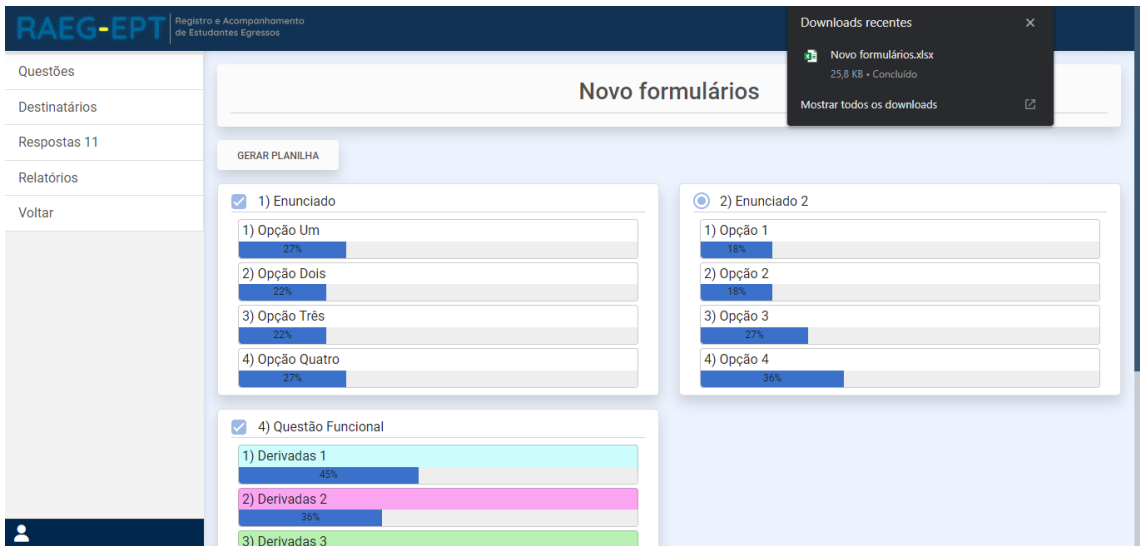 RAEG-EPT
Registro e Acompanhamento
de Estudantes Egressos
Downloads recentes
Novo formulários.xlsx
25,8 KB • Concluído
Mostrar todos os downloads
Questões
Destinatários
Respostas 11
Relatórios
Voltar
Novo formulários
GERAR PLANILHA
1) Enunciado
1) Opção Um
27%
2) Opção Dois
22%
3) Opção Três
22%
4) Opção Quatro
27%
2) Enunciado 2
1) Opção 1
18%
2) Opção 2
18%
3) Opção 3
27%
4) Opção 4
36%
4) Questão Funcional
1) Derivadas 1
45%
2) Derivadas 2
36%
3) Derivadas 3